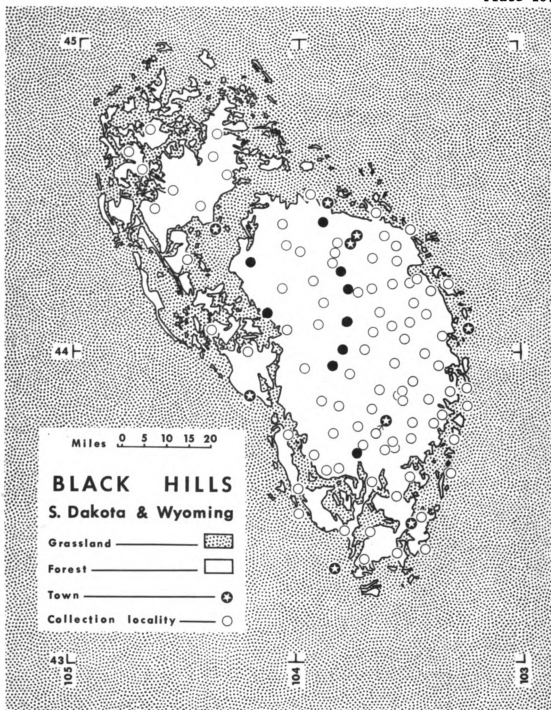 45
44
Miles 0 5 10 15 20
BLACK HILLS
S. Dakota & Wyoming
Grassland
Forest
Town
Collection locality
43
105
104
103